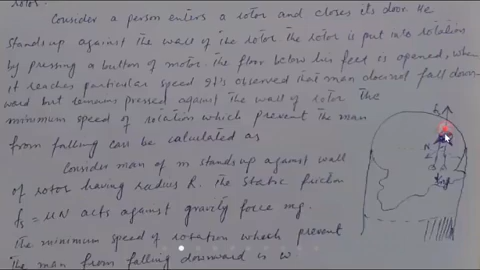 rotor.
Consider a person enters a rotor and closes its door. He
stands up against the wall of the rotor the rotor is put into rotation
by pressing a button of motor. the floor below his feet is opened, when
it reaches particular speed it is observed that man does not fall down
ward but remains pressed against the wall of rotor the
minimum speed of rotation which prevent the man
from falling can be calculated as
Consider man of m stands up against wall
of rotor having radius R. the static friction
fs = μN acts against gravity force mg.
The minimum speed of rotation which prevent
the man from falling downward is w
fs
N
mg